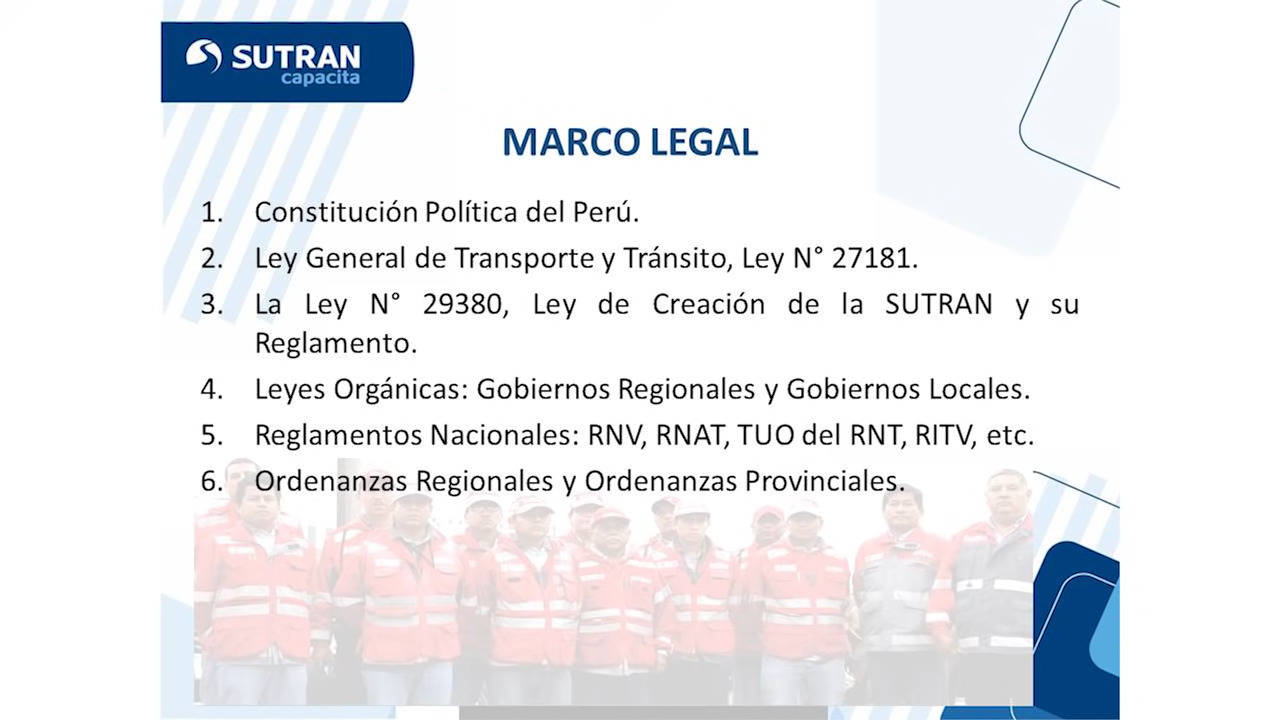 SUTRAN
capacita
MARCO LEGAL
1. Constitución Política del Perú.
2. Ley General de Transporte y Tránsito, Ley N° 27181.
3. La Ley N° 29380, Ley de Creación de la SUTRAN y su
Reglamento.
4. Leyes Orgánicas: Gobiernos Regionales y Gobiernos Locales.
5. Reglamentos Nacionales: RNV, RNAT, TUO del RNT, RITV, etc.
6. Ordenanzas Regionales y Ordenanzas Provinciales.